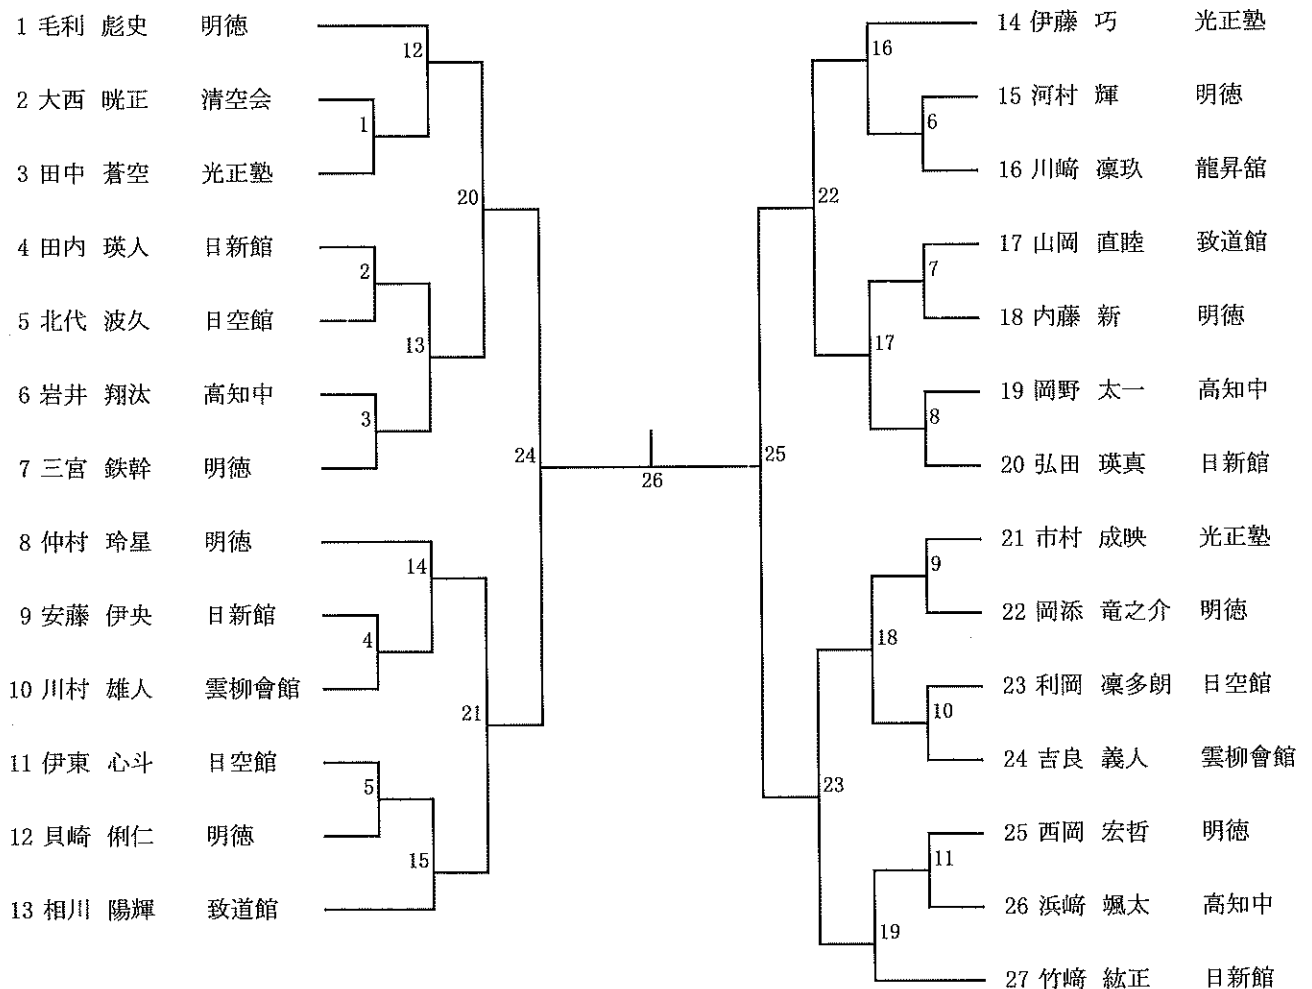 1 毛利 彪史 明徳
12
2 大西 晄正 清空会
1
3 田中 蒼空 光正塾
20
4 田内 瑛人 日新館
2
5 北代 波久 日空館
13
6 岩井 翔汰 高知中
3
7 三宮 鉄幹 明徳
24
8 仲村 玲星 明徳
14
9 安藤 伊央 日新館
4
10 川村 雄人 雲柳會館
21
11 伊東 心斗 日空館
5
12 貝崎 俐仁 明徳
15
13 相川 陽輝 致道館
26
14 伊藤 巧 光正塾
16
15 河村 輝 明徳
6
16 川﨑 凜玖 龍昇舘
22
17 山岡 直睦 致道館
7
18 内藤 新 明徳
17
19 岡野 太一 高知中
8
20 弘田 瑛真 日新館
25
21 市村 成映 光正塾
9
22 岡添 竜之介 明徳
18
23 利岡 凜多朗 日空館
10
24 吉良 義人 雲柳會館
23
25 西岡 宏哲 明徳
11
26 浜﨑 颯太 高知中
19
27 竹﨑 紘正 日新館